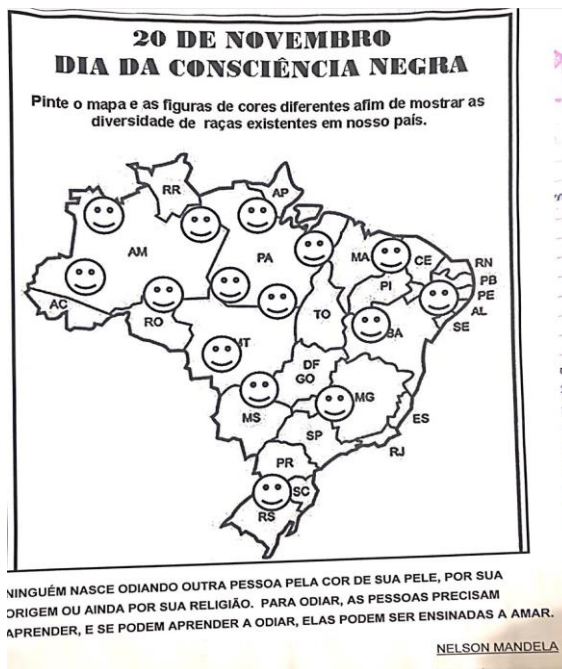 20 DE NOVEMBRO
DIA DA CONSCIÊNCIA NEGRA
Pinte o mapa e as figuras de cores diferentes afim de mostrar as
diversidade de raças existentes em nosso país.
RR
AP
AM
PA
MA
CE
RN
PB
PE
AL
SE
PI
AC
RO
TO
MT
BA
DF
GO
MG
ES
MS
SP
RJ
PR
SC
RS
NINGUÉM NASCE ODIANDO OUTRA PESSOA PELA COR DE SUA PELE, POR SUA
ORIGEM OU AINDA POR SUA RELIGIÃO. PARA ODIAR, AS PESSOAS PRECISAM
APRENDER, E SE PODEM APRENDER A ODIAR, ELAS PODEM SER ENSINADAS A AMAR.
NELSON MANDELA